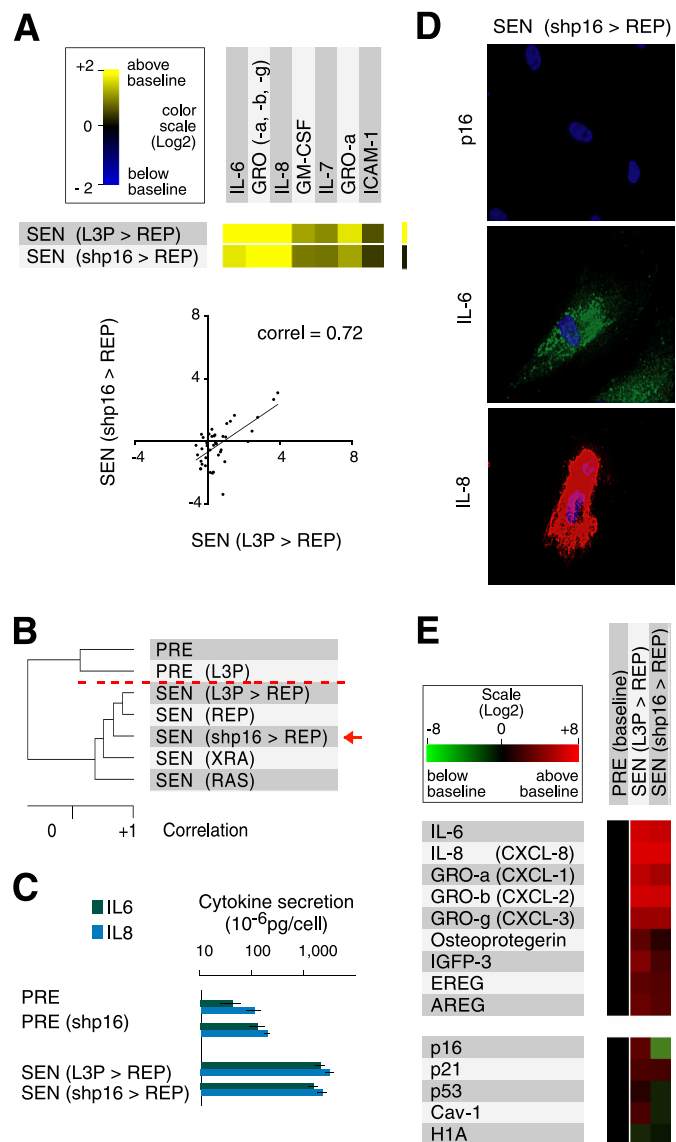 A
+2
above
baseline
color
scale
(Log2)
0
- 2
below
baseline
IL-6
GRO (-a, -b, -g)
IL-8
GM-CSF
IL-7
GRO-a
ICAM-1
SEN (L3P > REP)
SEN (shp16 > REP)
8
4
-4
4
8
-4
correl = 0.72
SEN (shp16 > REP)
SEN (L3P > REP)
B
PRE
PRE (L3P)
SEN (L3P > REP)
SEN (REP)
SEN (shp16 > REP)
SEN (XRA)
SEN (RAS)
0 +1 Correlation
C
IL6
IL8
Cytokine secretion
(10-6pg/cell)
10 100 1,000
PRE
PRE (shp16)
SEN (L3P > REP)
SEN (shp16 > REP)
D
SEN (shp16 > REP)
p16
IL-6
IL-8
E
Scale
(Log2)
-8 0 +8
below
baseline
above
baseline
PRE (baseline)
SEN (L3P > REP)
SEN (shp16 > REP)
IL-6
IL-8 (CXCL-8)
GRO-a (CXCL-1)
GRO-b (CXCL-2)
GRO-g (CXCL-3)
Osteoprotegerin
IGFP-3
EREG
AREG
p16
p21
p53
Cav-1
H1A